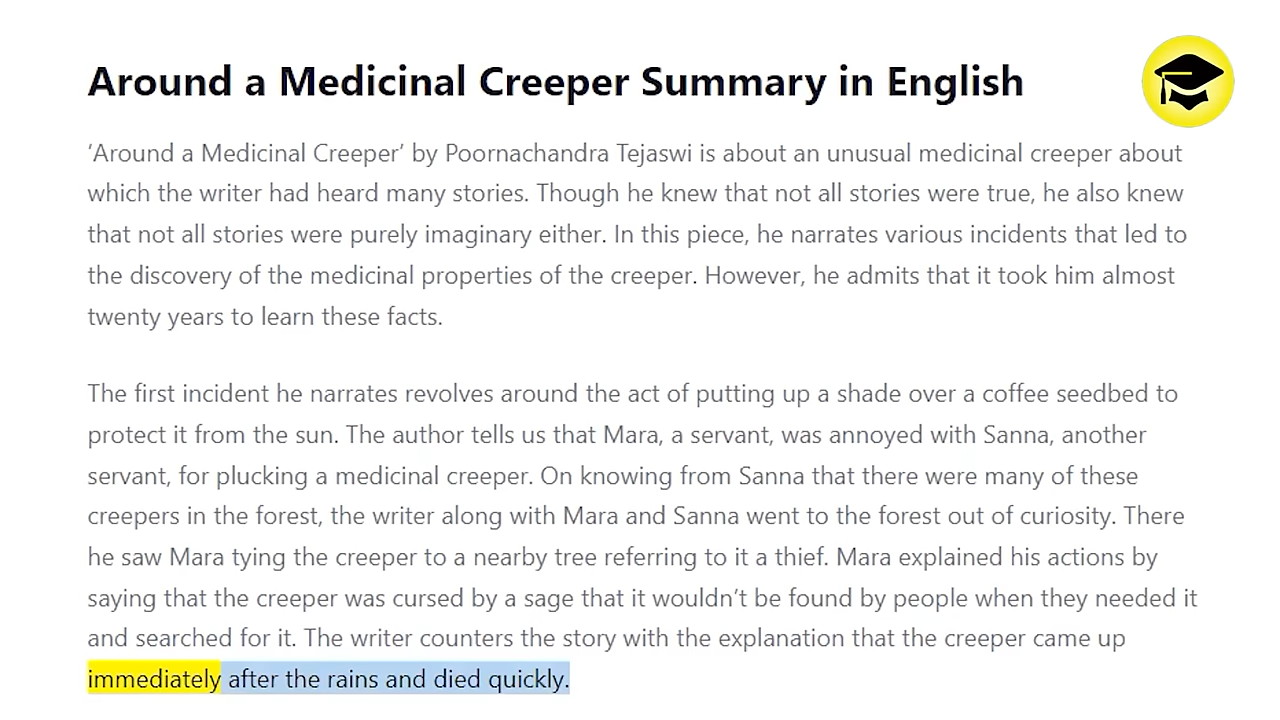 Around a Medicinal Creeper Summary in English
‘Around a Medicinal Creeper’ by Poornachandra Tejaswi is about an unusual medicinal creeper about
which the writer had heard many stories. Though he knew that not all stories were true, he also knew
that not all stories were purely imaginary either. In this piece, he narrates various incidents that led to
the discovery of the medicinal properties of the creeper. However, he admits that it took him almost
twenty years to learn these facts.
The first incident he narrates revolves around the act of putting up a shade over a coffee seedbed to
protect it from the sun. The author tells us that Mara, a servant, was annoyed with Sanna, another
servant, for plucking a medicinal creeper. On knowing from Sanna that there were many of these
creepers in the forest, the writer along with Mara and Sanna went to the forest out of curiosity. There
he saw Mara tying the creeper to a nearby tree referring to it a thief. Mara explained his actions by
saying that the creeper was cursed by a sage that it wouldn’t be found by people when they needed it
and searched for it. The writer counters the story with the explanation that the creeper came up
immediately after the rains and died quickly.